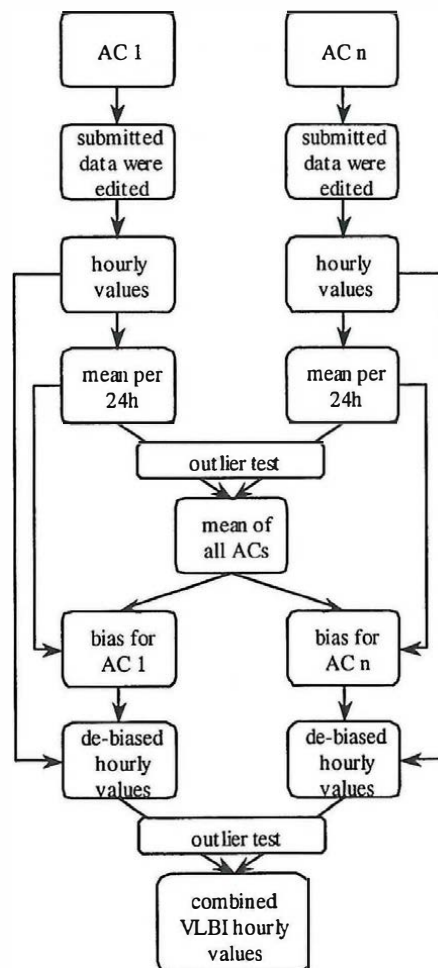 AC 1
AC n
submitted
data were
edited
submitted
data were
edited
hourly
values
hourly
values
mean per
24h
mean per
24h
outlier test
mean of
all ACs
bias for
AC 1
bias for
AC n
de-biased
hourly
values
de-biased
hourly
values
outlier test
combined
VLBI hourly
values